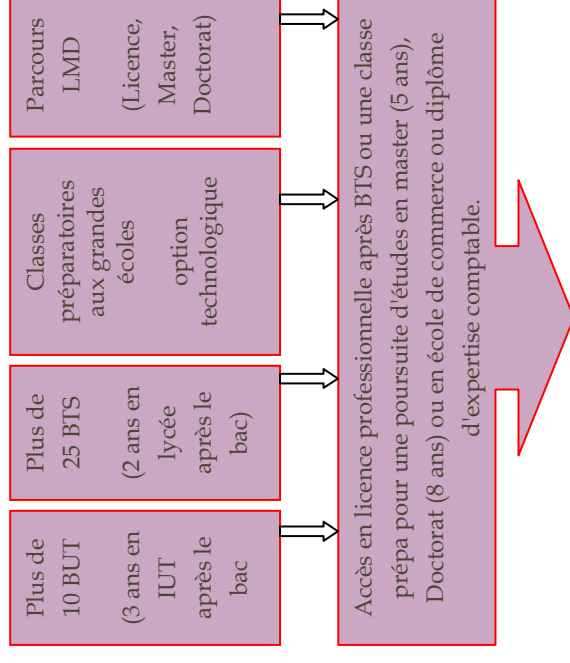 Plus de
10 BUT
(3 ans en
IUT
après le
bac
Plus de
25 BTS
(2 ans en
lycée
après le
bac)
Classes
préparatoires
aux grandes
écoles
option
technologique
Parcours
LMD
(Licence,
Master,
Doctorat)
Accès en licence professionnelle après BTS ou une classe
prépa pour une poursuite d'études en master (5 ans),
Doctorat (8 ans) ou en école de commerce ou diplôme
d'expertise comptable.